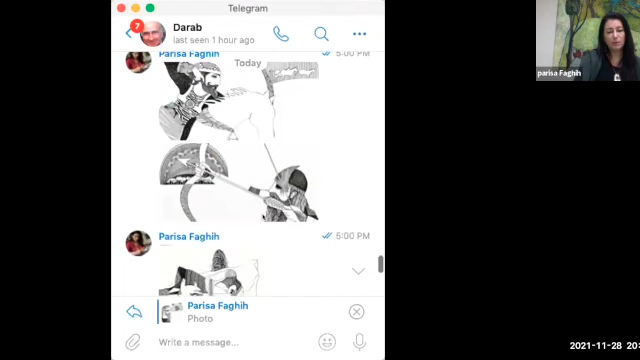 Telegram
7
Darab
last seen 1 hour ago
Parisa Faghih
5:00 PM
Today
Parisa Faghih
5:00 PM
Parisa Faghih
Photo
Write a message...
parisa Faghih
2021-11-28 20: